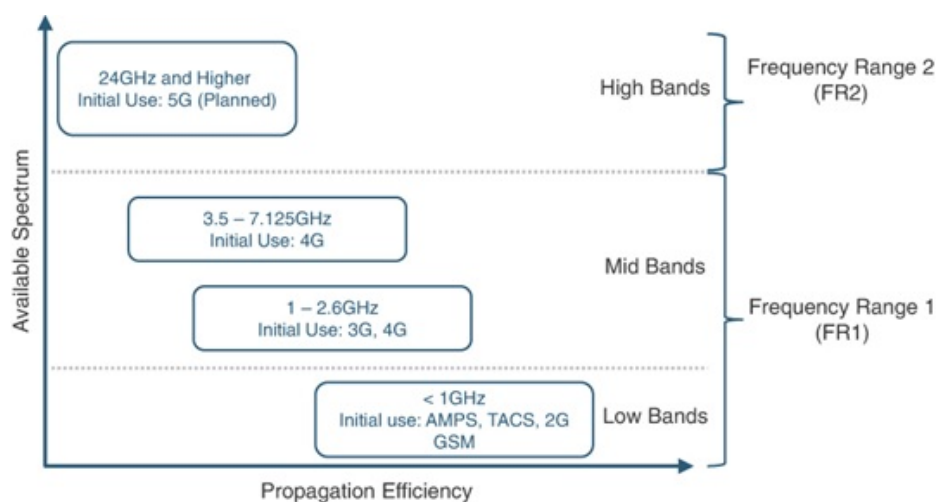 Available Spectrum
24GHz and Higher
Initial Use: 5G (Planned)
High Bands
Frequency Range 2
(FR2)
3.5 – 7.125GHz
Initial Use: 4G
Mid Bands
1 – 2.6GHz
Initial Use: 3G, 4G
Frequency Range 1
(FR1)
< 1GHz
Initial use: AMPS, TACS, 2G
GSM
Low Bands
Propagation Efficiency